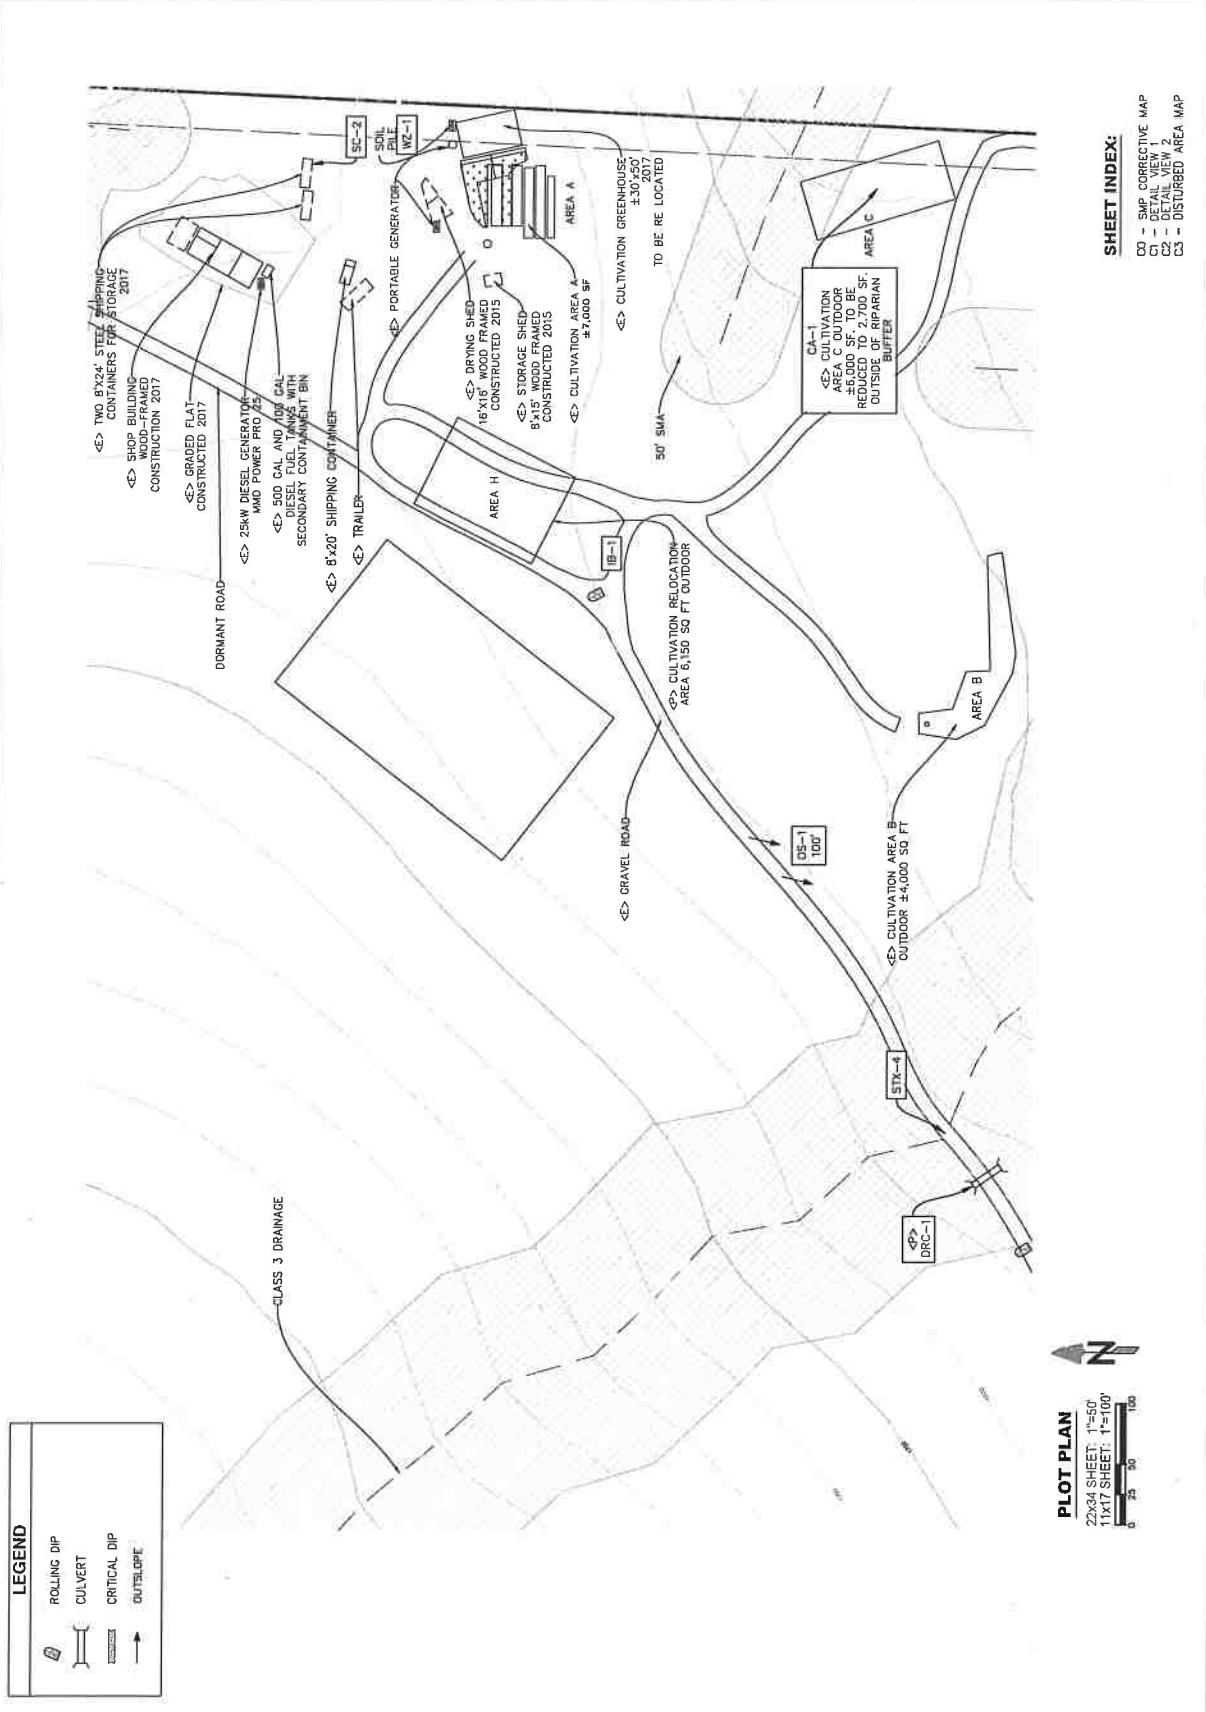 LEGEND
ROLLING DIP
CULVERT
CRITICAL DIP
OUTSLOPE
CLASS 3 DRAINAGE
<E> TWO 8'X24' STEEL SHIPPING
CONTAINERS FOR STORAGE
2017
<E> SHOP BUILDING
WOOD-FRAMED
CONSTRUCTION 2017
<E> GRADED FLAT
CONSTRUCTED 2017
DORMANT ROAD
<E> 25kW DIESEL GENERATOR
MMD POWER PRO 25
<E> 500 GAL AND 100 GAL
DIESEL FUEL TANKS WITH
SECONDARY CONTAINMENT BIN
<E> 8'x20' SHIPPING CONTAINER
<E> TRAILER
SC-2
SOIL
PILE
WZ-1
<E> PORTABLE GENERATOR
<E> DRYING SHED
16'X16' WOOD FRAMED
CONSTRUCTED 2015
<E> STORAGE SHED
8'x15' WOOD FRAMED
CONSTRUCTED 2015
<E> CULTIVATION AREA A
±7,000 SF
AREA A
<E> CULTIVATION GREENHOUSE
±30'x50'
2017
TO BE RE LOCATED
50' SMA
AREA H
IB-1
<P> CULTIVATION RELOCATION
AREA 6,150 SQ FT OUTDOOR
<E> GRAVEL ROAD
CA-1
<E> CULTIVATION
AREA C OUTDOOR
±6,000 SF. TO BE
REDUCED TO 2,700 SF.
OUTSIDE OF RIPARIAN
BUFFER
AREA C
AREA B
OS-1
100'
<E> CULTIVATION AREA B
OUTDOOR ±4,000 SQ FT
STX-4
<P>
DRC-1
PLOT PLAN
22x34 SHEET: 1"=50'
11x17 SHEET: 1"=100'
0 25 50 100
N
SHEET INDEX:
C0 - SMP CORRECTIVE MAP
C1 - DETAIL VIEW 1
C2 - DETAIL VIEW 2
C3 - DISTURBED AREA MAP